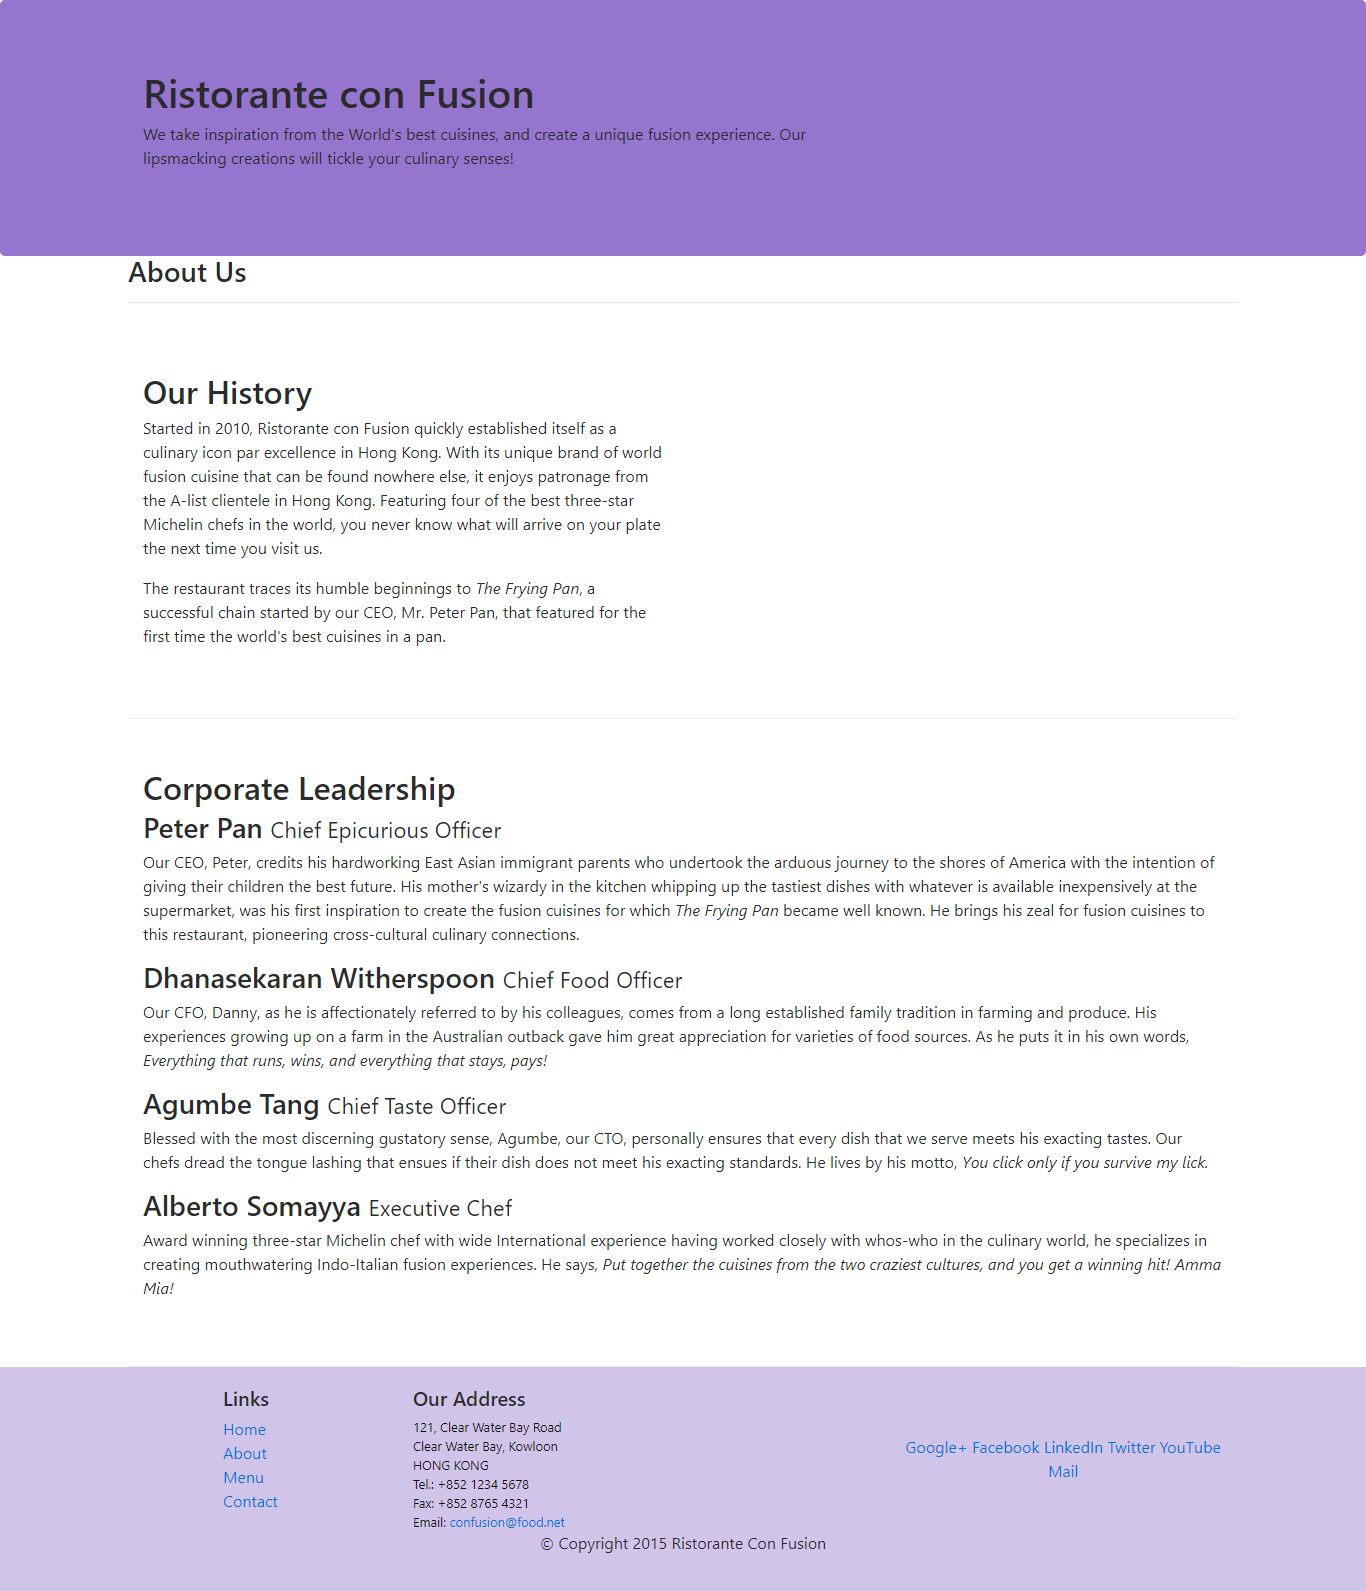 Ristorante con Fusion
We take inspiration from the World's best cuisines, and create a unique fusion experience. Our
lipsmacking creations will tickle your culinary senses!
About Us
Our History
Started in 2010, Ristorante con Fusion quickly established itself as a
culinary icon par excellence in Hong Kong. With its unique brand of world
fusion cuisine that can be found nowhere else, it enjoys patronage from
the A-list clientele in Hong Kong. Featuring four of the best three-star
Michelin chefs in the world, you never know what will arrive on your plate
the next time you visit us.
The restaurant traces its humble beginnings to The Frying Pan, a
successful chain started by our CEO, Mr. Peter Pan, that featured for the
first time the world's best cuisines in a pan.
Corporate Leadership
Peter Pan Chief Epicurious Officer
Our CEO, Peter, credits his hardworking East Asian immigrant parents who undertook the arduous journey to the shores of America with the intention of
giving their children the best future. His mother's wizardy in the kitchen whipping up the tastiest dishes with whatever is available inexpensively at the
supermarket, was his first inspiration to create the fusion cuisines for which The Frying Pan became well known. He brings his zeal for fusion cuisines to
this restaurant, pioneering cross-cultural culinary connections.
Dhanasekaran Witherspoon Chief Food Officer
Our CFO, Danny, as he is affectionately referred to by his colleagues, comes from a long established family tradition in farming and produce. His
experiences growing up on a farm in the Australian outback gave him great appreciation for varieties of food sources. As he puts it in his own words,
Everything that runs, wins, and everything that stays, pays!
Agumbe Tang Chief Taste Officer
Blessed with the most discerning gustatory sense, Agumbe, our CTO, personally ensures that every dish that we serve meets his exacting tastes. Our
chefs dread the tongue lashing that ensues if their dish does not meet his exacting standards. He lives by his motto, You click only if you survive my lick.
Alberto Somayya Executive Chef
Award winning three-star Michelin chef with wide International experience having worked closely with whos-who in the culinary world, he specializes in
creating mouthwatering Indo-Italian fusion experiences. He says, Put together the cuisines from the two craziest cultures, and you get a winning hit! Amma
Mia!
Links
Home
About
Menu
Contact
Our Address
121, Clear Water Bay Road
Clear Water Bay, Kowloon
HONG KONG
Tel.: +852 1234 5678
Fax: +852 8765 4321
Email: confusion@food.net
Google+ Facebook LinkedIn Twitter YouTube
Mail
© Copyright 2015 Ristorante Con Fusion